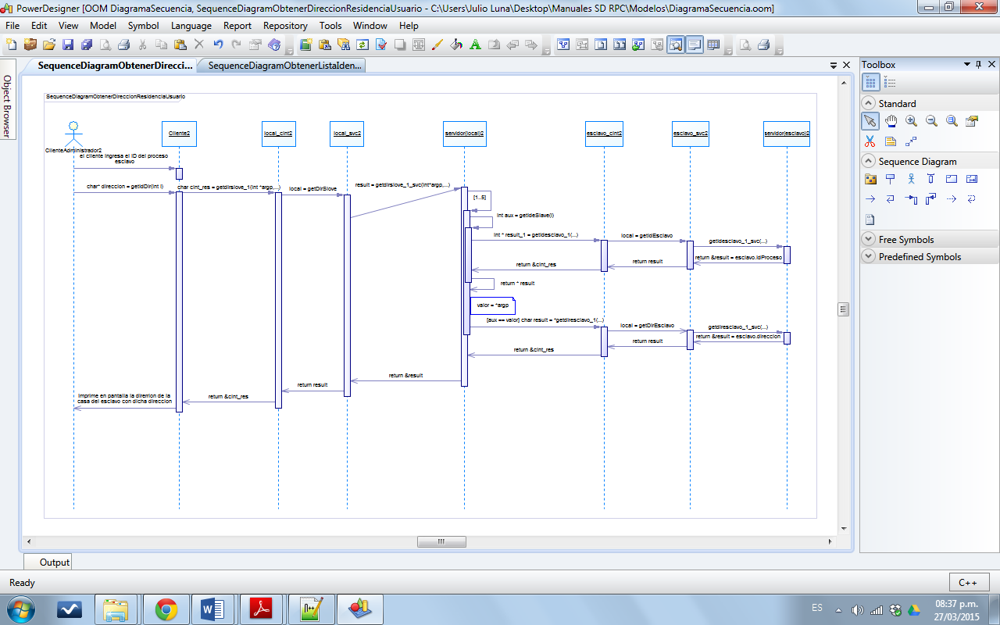 PowerDesigner [OOM DiagramaSecuencia, SequenceDiagramObtenerDireccionResidenciaUsuario - C:\Users\Julio Luna\Desktop\Manuales SD RPC\Modelos\DiagramaSecuencia.oom]
File Edit View Model Symbol Language Report Repository Tools Window Help
SequenceDiagramObtenerDirecci...
SequenceDiagramObtenerListaIden...
Toolbox
Object Browser
Standard
Sequence Diagram
Free Symbols
Predefined Symbols
SequenceDiagramObtenerDireccionResidenciaUsuario
Cliente2
local_clnt2
local_svc2
servidor(local)2
esclavo_clnt2
esclavo_svc2
servidor(esclavo)2
ClienteAdministrador2
el cliente ingresa el ID del proceso
esclavo
char* direccion = getIdDir(int i)
char clnt_res = getdirslove_1(int *argp,...)
local = getDirSlove
result = getdirslove_1_svc(int*argp,...)
[1..5]
int aux = getIdeSlave(i)
int * result_1 = getidesclavo_1(...)
local = getIdEsclavo
getidesclavo_1_svc(...)
return &result = esclavo.idProceso
return result
return &clnt_res
return * result
valor = *argp
[aux == valor] char result = *getdiresclavo_1(...)
local = getDirEsclavo
getdiresclavo_1_svc(...)
return &result = esclavo.direccion
return result
return &clnt_res
return &result
return result
return &clnt_res
imprime en pantalla la dirrerion de la
casa del esclavo con dicha direccion
Output
Ready
C++
ES
08:37 p.m.
27/03/2015